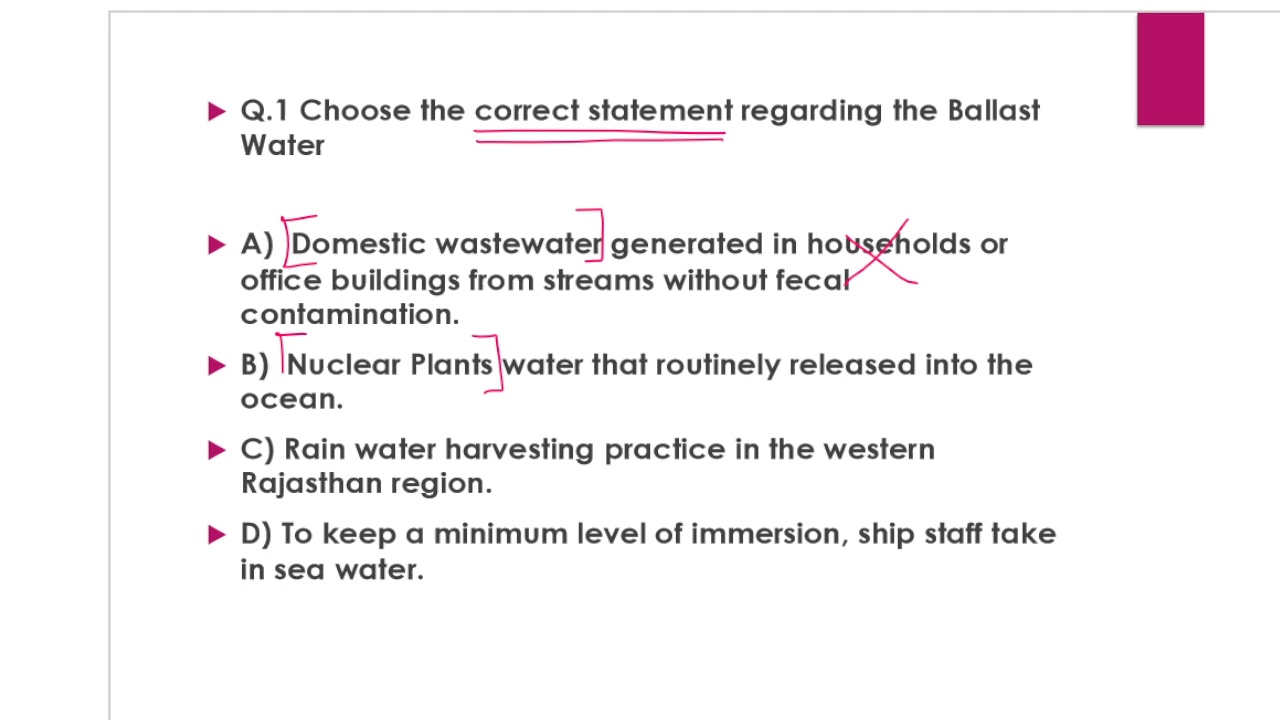 Q.1 Choose the correct statement regarding the Ballast
Water
A) Domestic wastewater generated in households or
office buildings from streams without fecal
contamination.
B) Nuclear Plants water that routinely released into the
ocean.
C) Rain water harvesting practice in the western
Rajasthan region.
D) To keep a minimum level of immersion, ship staff take
in sea water.